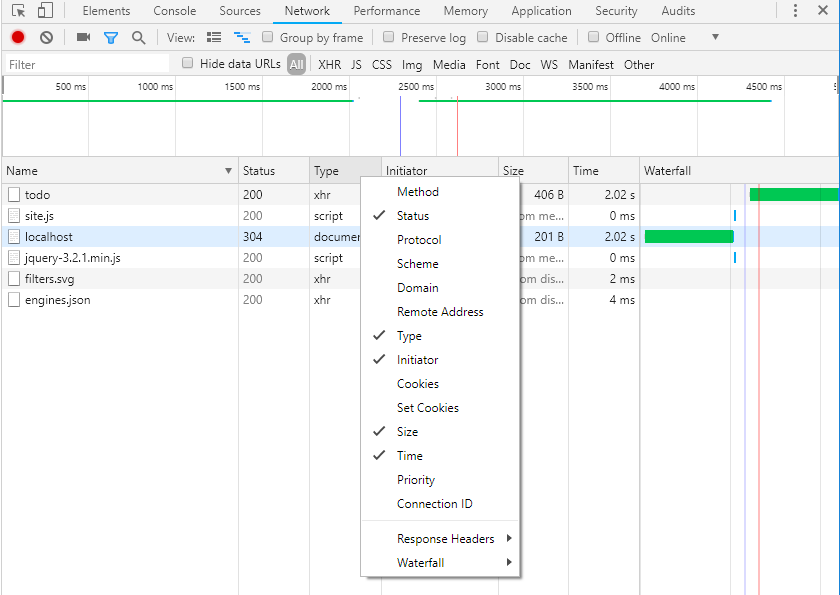 Elements Console Sources Network Performance Memory Application Security Audits
View: Group by frame Preserve log Disable cache Offline Online
Filter Hide data URLs All XHR JS CSS Img Media Font Doc WS Manifest Other
500 ms 1000 ms 1500 ms 2000 ms 2500 ms 3000 ms 3500 ms 4000 ms 4500 ms
Name Status Type Initiator Size Time Waterfall
todo 200 xhr 406 B 2.02 s
site.js 200 script om me... 0 ms
localhost 304 documen 201 B 2.02 s
jquery-3.2.1.min.js 200 script om me... 0 ms
filters.svg 200 xhr om dis... 2 ms
engines.json 200 xhr om dis... 4 ms
Method
Status
Protocol
Scheme
Domain
Remote Address
Type
Initiator
Cookies
Set Cookies
Size
Time
Priority
Connection ID
Response Headers
Waterfall